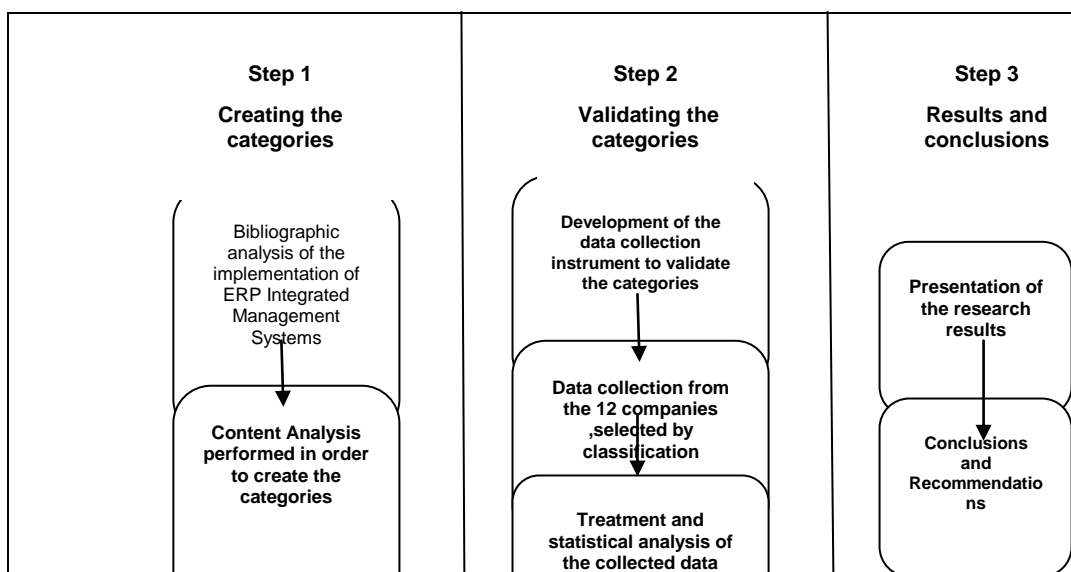 Step 1
Creating the
categories
Bibliographic
analysis of the
implementation of
ERP Integrated
Management
Systems
Content Analysis
performed in order
to create the
categories
Step 2
Validating the
categories
Development of the
data collection
instrument to validate
the categories
Data collection from
the 12 companies
,selected by
classification
Treatment and
statistical analysis of
the collected data
Step 3
Results and
conclusions
Presentation of
the research
results
Conclusions
and
Recommendatio
ns